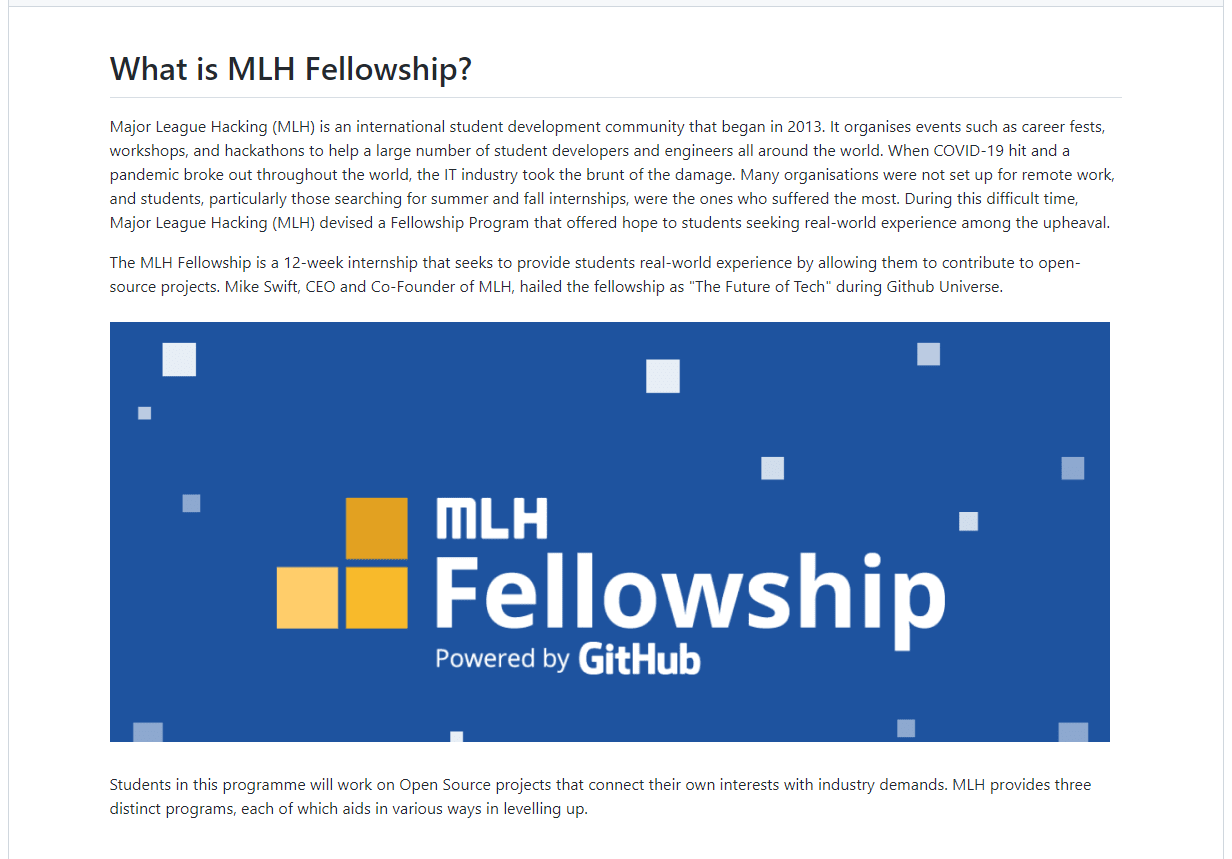 What is MLH Fellowship?
Major League Hacking (MLH) is an international student development community that began in 2013. It organises events such as career fests,
workshops, and hackathons to help a large number of student developers and engineers all around the world. When COVID-19 hit and a
pandemic broke out throughout the world, the IT industry took the brunt of the damage. Many organisations were not set up for remote work,
and students, particularly those searching for summer and fall internships, were the ones who suffered the most. During this difficult time,
Major League Hacking (MLH) devised a Fellowship Program that offered hope to students seeking real-world experience among the upheaval.
The MLH Fellowship is a 12-week internship that seeks to provide students real-world experience by allowing them to contribute to open-
source projects. Mike Swift, CEO and Co-Founder of MLH, hailed the fellowship as "The Future of Tech" during Github Universe.
MLH
Fellowship
Powered by GitHub
Students in this programme will work on Open Source projects that connect their own interests with industry demands. MLH provides three
distinct programs, each of which aids in various ways in levelling up.